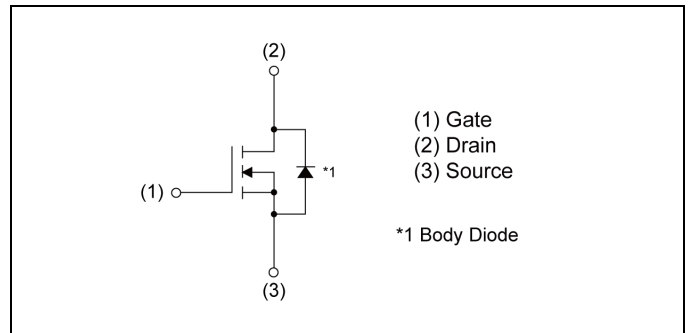 (2)
(1) Gate
(2) Drain
(3) Source
*1
(1)
*1 Body Diode
(3)